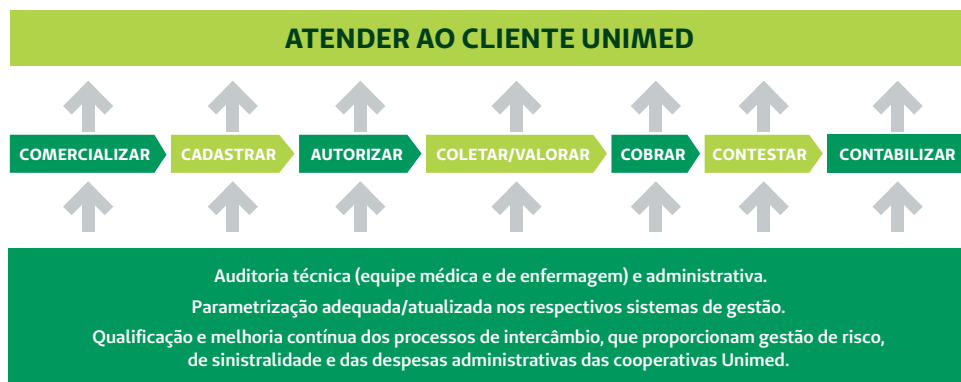 ATENDER AO CLIENTE UNIMED
COMERCIALIZAR
CADASTRAR
AUTORIZAR
COLETAR/VALORAR
COBRAR
CONTESTAR
CONTABILIZAR
Auditoria técnica (equipe médica e de enfermagem) e administrativa.
Parametrização adequada/atualizada nos respectivos sistemas de gestão.
Qualificação e melhoria contínua dos processos de intercâmbio, que proporcionam gestão de risco,
de sinistralidade e das despesas administrativas das cooperativas Unimed.